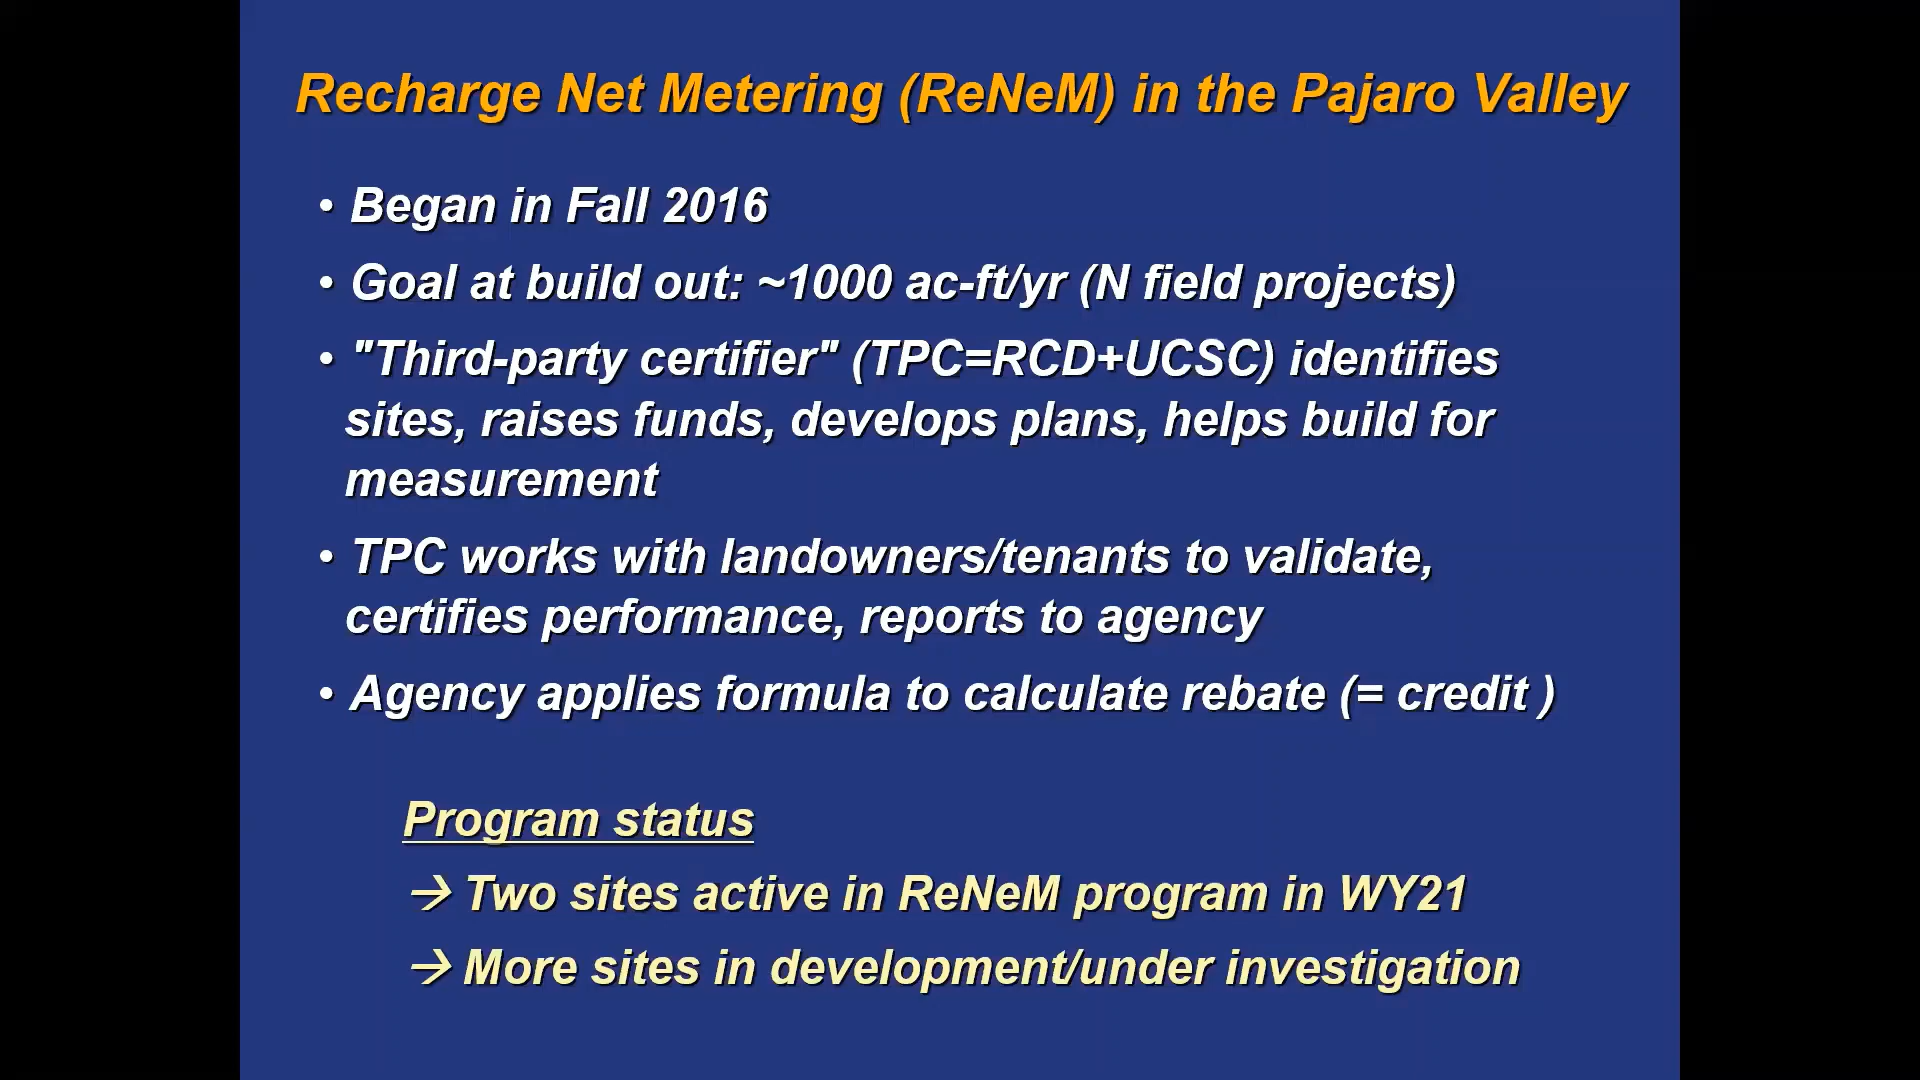 Recharge Net Metering (ReNeM) in the Pajaro Valley
• Began in Fall 2016
• Goal at build out: ~1000 ac-ft/yr (N field projects)
• "Third-party certifier" (TPC=RCD+UCSC) identifies
sites, raises funds, develops plans, helps build for
measurement
• TPC works with landowners/tenants to validate,
certifies performance, reports to agency
• Agency applies formula to calculate rebate (= credit )
Program status
→ Two sites active in ReNeM program in WY21
→ More sites in development/under investigation